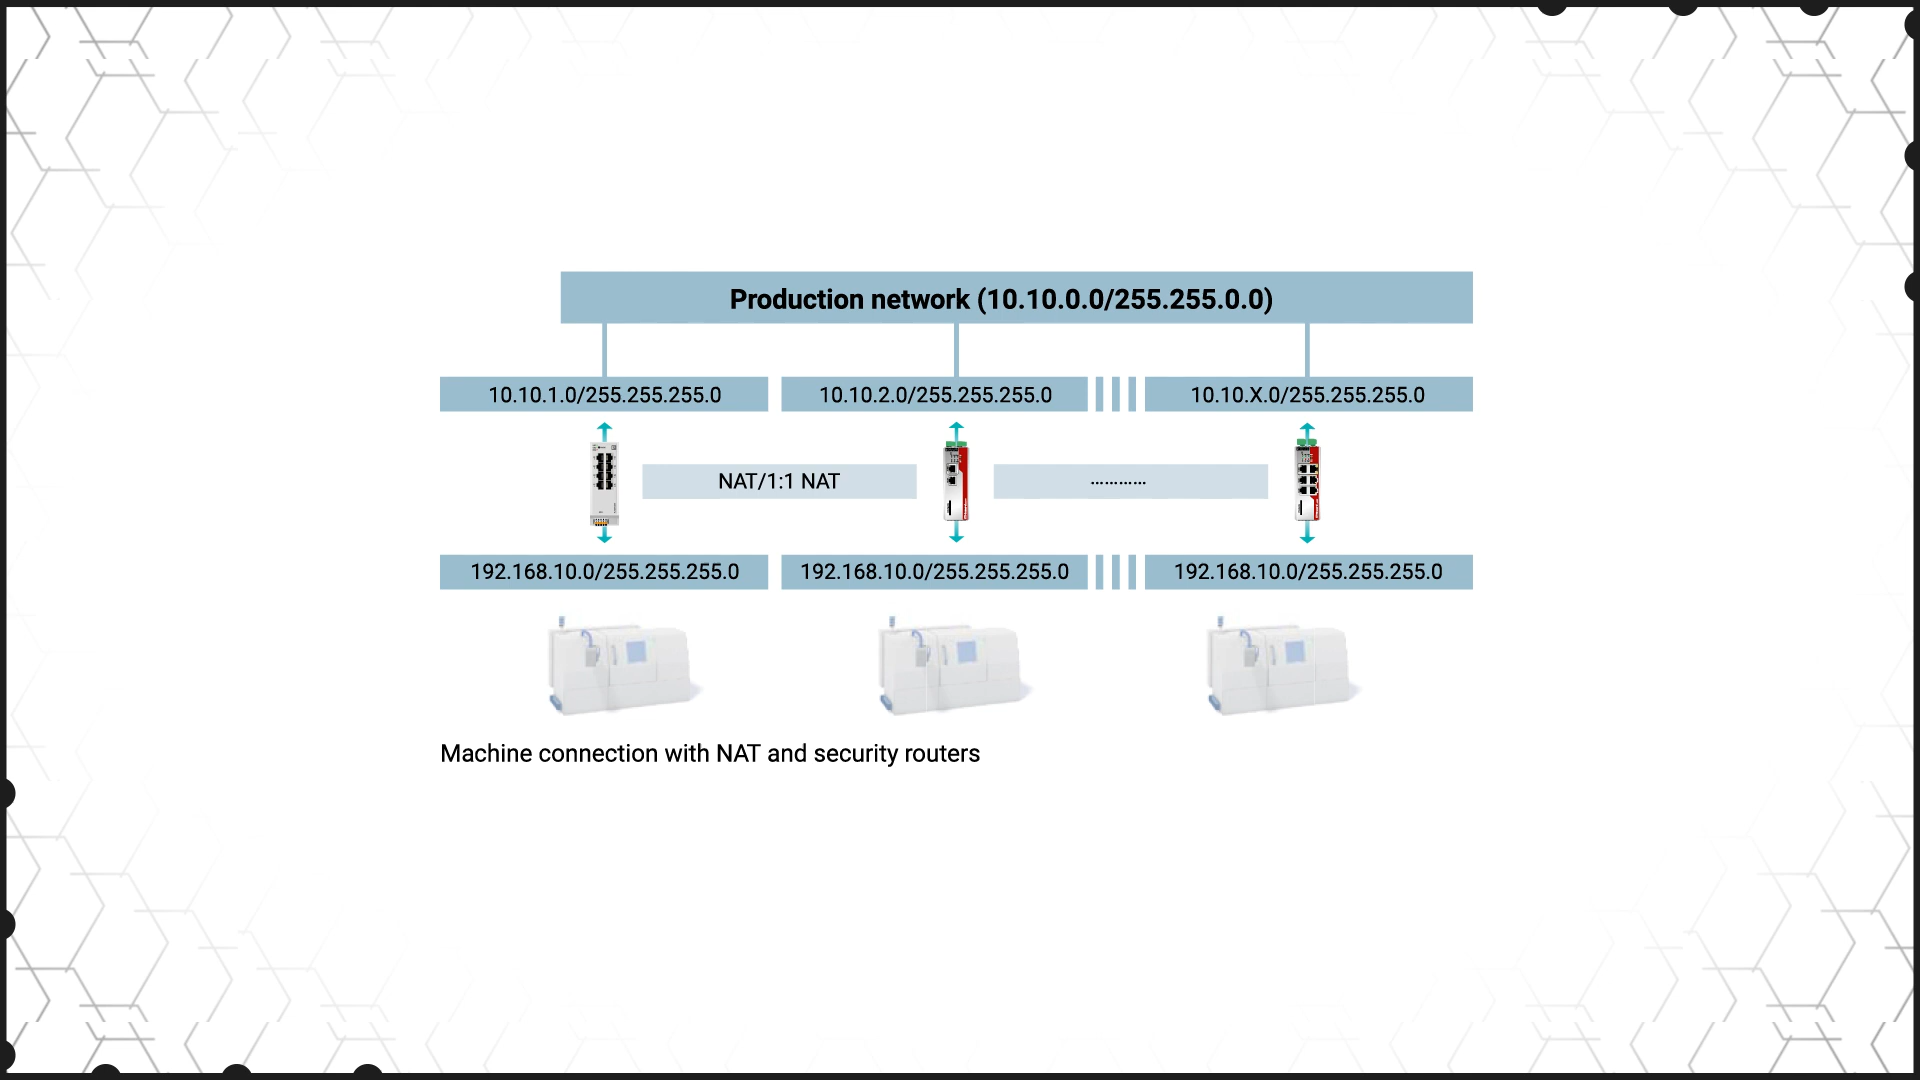 Production network (10.10.0.0/255.255.0.0)
10.10.1.0/255.255.255.0
10.10.2.0/255.255.255.0
10.10.X.0/255.255.255.0
NAT/1:1 NAT
............
192.168.10.0/255.255.255.0
192.168.10.0/255.255.255.0
192.168.10.0/255.255.255.0
Machine connection with NAT and security routers